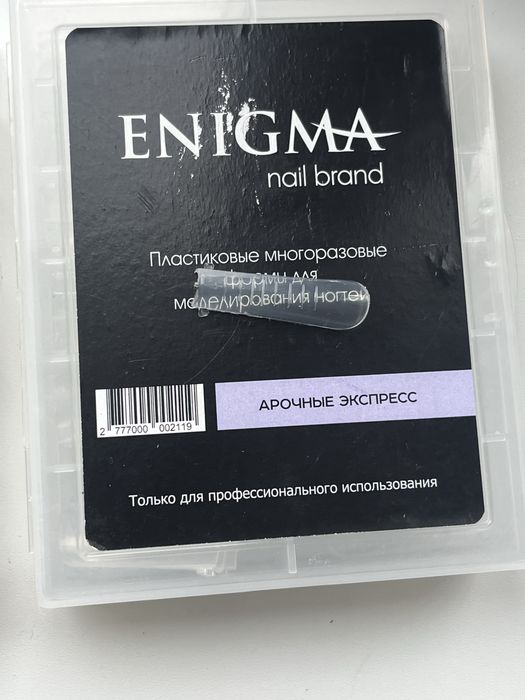 ENIGMA
nail brand
Пластиковые многоразовые
формы для
моделирования ногтей
АРОЧНЫЕ ЭКСПРЕСС
2 777000 002119
Только для профессионального использования